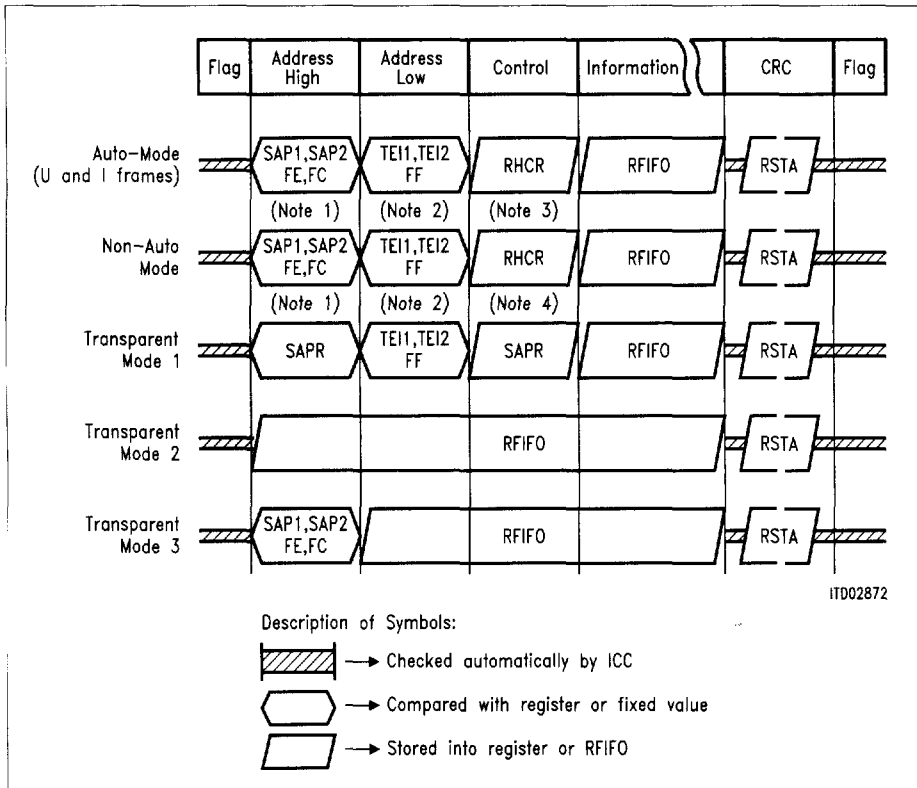 Flag Address High Address Low Control Information CRC Flag
Auto-Mode (U and I frames) SAP1,SAP2 FE,FC TEI1,TEI2 FF RHCR RFIFO RSTA
(Note 1) (Note 2) (Note 3)
Non-Auto Mode SAP1,SAP2 FE,FC TEI1,TEI2 FF RHCR RFIFO RSTA
(Note 1) (Note 2) (Note 4)
Transparent Mode 1 SAPR TEI1,TEI2 FF SAPR RFIFO RSTA
Transparent Mode 2 RFIFO RSTA
Transparent Mode 3 SAP1,SAP2 FE,FC RFIFO RSTA
ITD02872
Description of Symbols:
Checked automatically by ICC
Compared with register or fixed value
Stored into register or RFIFO